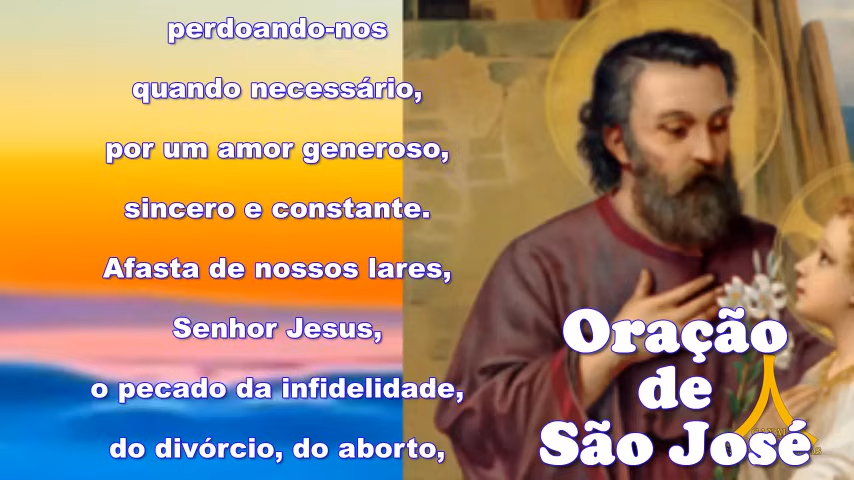 perdoando-nos
quando necessário,
por um amor generoso,
sincero e constante.
Afasta de nossos lares,
Senhor Jesus,
o pecado da infidelidade,
do divórcio, do aborto,
Oração
de
São José